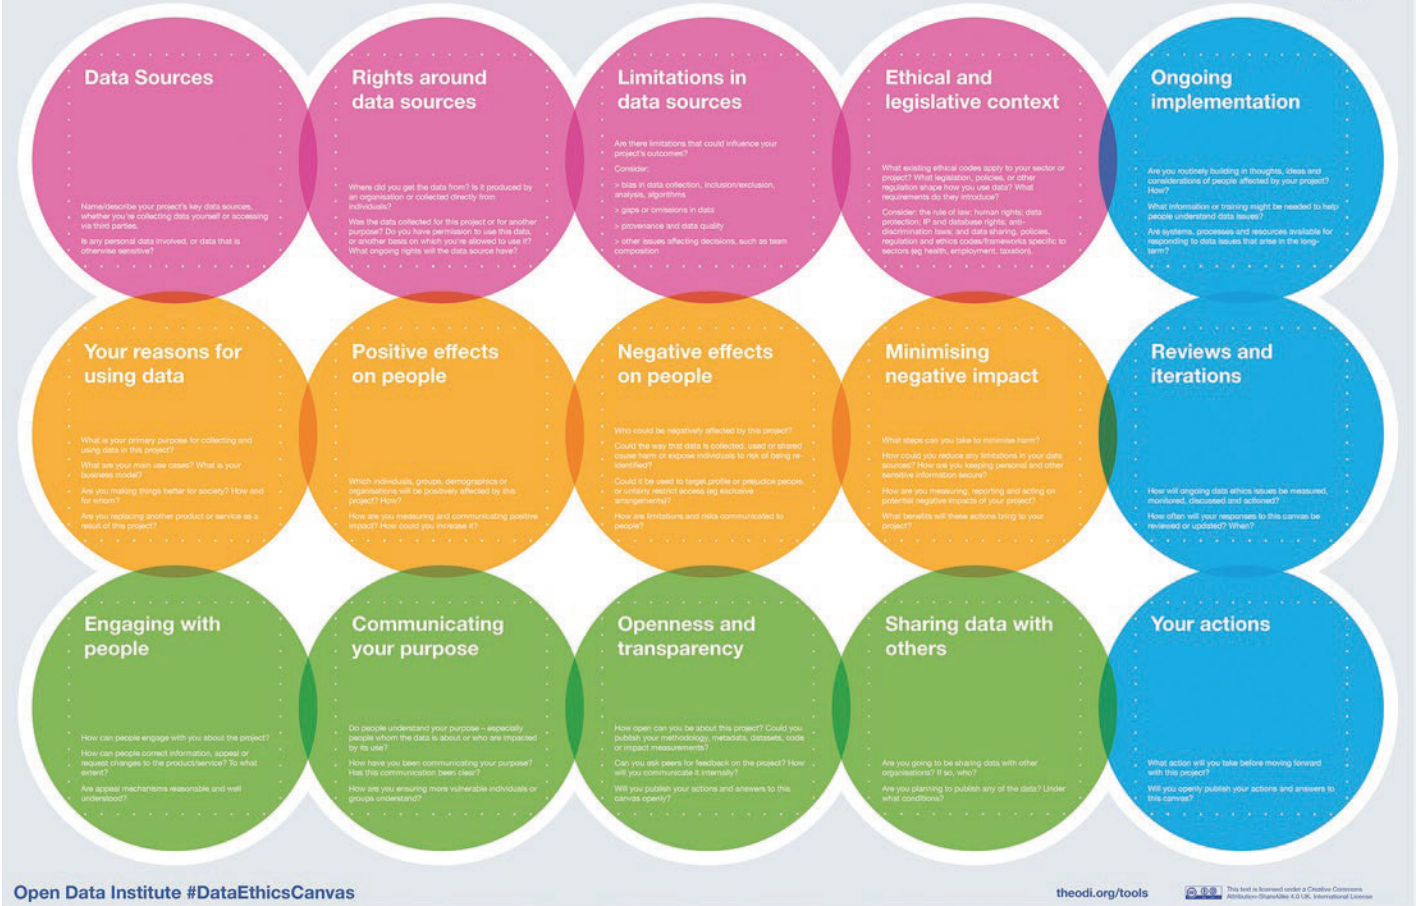 Data Sources
Name/describe your project's key data sources,
whether you're collecting data yourself or accessing
via third parties.
Is any personal data involved, or data that is
otherwise sensitive?
Rights around
data sources
Where did you get the data from? Is it produced by
an organisation or collected directly from
individuals?
Was the data collected for this project or for another
purpose? Do you have permission to use this data,
or another basis on which you're allowed to use it?
What ongoing rights will the data source have?
Limitations in
data sources
Are there limitations that could influence your
project's outcomes?
Consider:
> bias in data collection, inclusion/exclusion,
analysis, algorithms
> gaps or omissions in data
> provenance and data quality
> other issues affecting decisions, such as team
composition
Ethical and
legislative context
What existing ethical codes apply to your sector or
project? What legislation, policies, or other
regulation shape how you use data? What
requirements do they introduce?
Consider: the rule of law; human rights; data
protection; IP and database rights; anti-
discrimination laws; and data sharing, policies,
regulation and ethics codes/frameworks specific to
sectors (eg health, employment, taxation).
Ongoing
implementation
Are you routinely building in thoughts, ideas and
considerations of people affected by your project?
How?
What information or training might be needed to help
people understand data issues?
Are systems, processes and resources available for
responding to data issues that arise in the long-
term?
Your reasons for
using data
What is your primary purpose for collecting and
using data in this project?
What are your main use cases? What is your
business model?
Are you making things better for society? How and
for whom?
Are you replacing another product or service as a
result of this project?
Positive effects
on people
Which individuals, groups, demographics or
organisations will be positively affected by this
project? How?
How are you measuring and communicating positive
impact? How could you increase it?
Negative effects
on people
Who could be negatively affected by this project?
Could the way that data is collected, used or shared
cause harm or expose individuals to risk of being re-
identified?
Could it be used to target, profile or prejudice people,
or unfairly restrict access (eg exclusive
arrangements)?
How are limitations and risks communicated to
people?
Minimising
negative impact
What steps can you take to minimise harm?
How could you reduce any limitations in your data
sources? How are you keeping personal and other
sensitive information secure?
How are you measuring, reporting and acting on
potential negative impacts of your project?
What benefits will these actions bring to your
project?
Reviews and
iterations
How will ongoing data ethics issues be measured,
monitored, discussed and actioned?
How often will your responses to this canvas be
reviewed or updated? When?
Engaging with
people
How can people engage with you about the project?
How can people correct information, appeal or
request changes to the product/service? To what
extent?
Are appeal mechanisms reasonable and well
understood?
Communicating
your purpose
Do people understand your purpose – especially
people whom the data is about or who are impacted
by its use?
How have you been communicating your purpose?
Has this communication been clear?
How are you ensuring more vulnerable individuals or
groups understand?
Openness and
transparency
How open can you be about this project? Could you
publish your methodology, metadata, datasets, code
or impact measurements?
Can you ask peers for feedback on the project? How
will you communicate it internally?
Will you publish your actions and answers to this
canvas openly?
Sharing data with
others
Are you going to be sharing data with other
organisations? If so, who?
Are you planning to publish any of the data? Under
what conditions?
Your actions
What action will you take before moving forward
with this project?
Will you openly publish your actions and answers to
this canvas?
Open Data Institute #DataEthicsCanvas
theodi.org/tools
This text is licensed under a Creative Commons
Attribution-ShareAlike 4.0 UK. International License